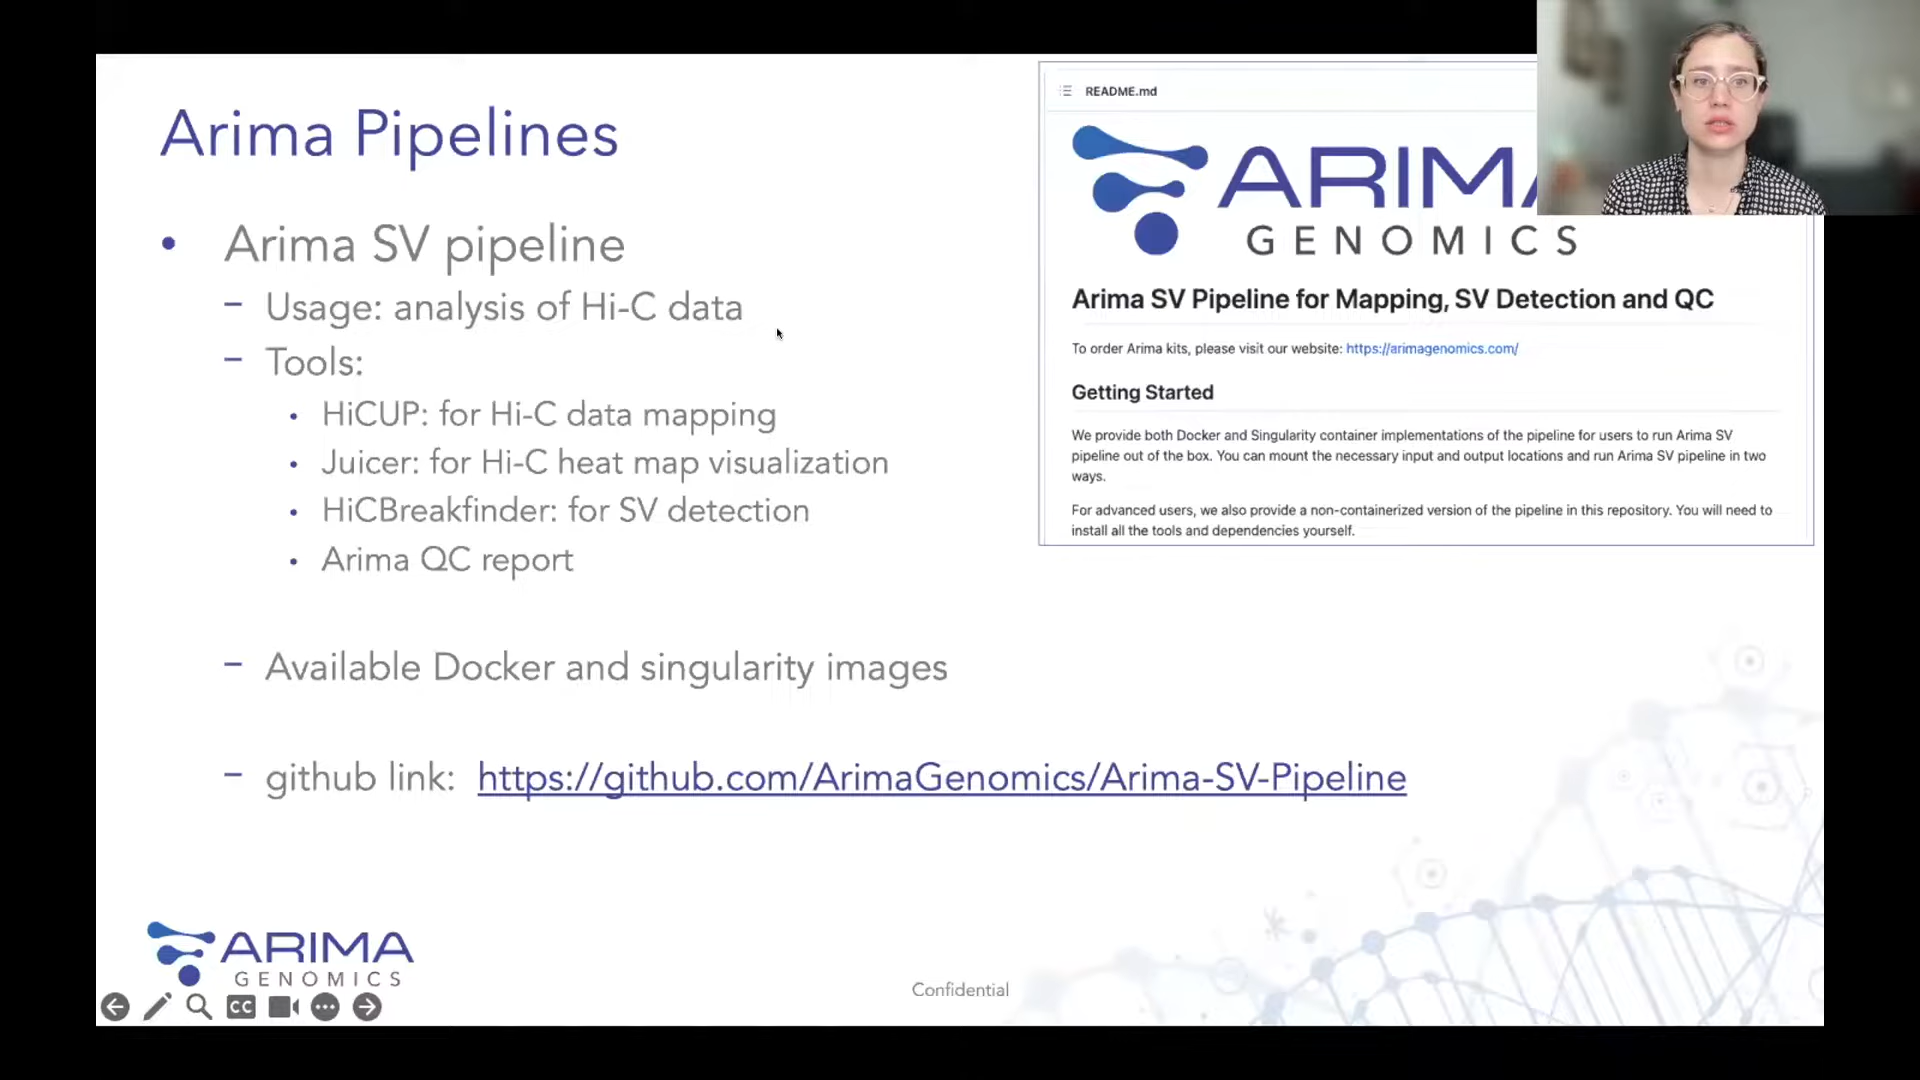 Arima Pipelines
• Arima SV pipeline
– Usage: analysis of Hi-C data
– Tools:
• HiCUP: for Hi-C data mapping
• Juicer: for Hi-C heat map visualization
• HiCBreakfinder: for SV detection
• Arima QC report
– Available Docker and singularity images
– github link: https://github.com/ArimaGenomics/Arima-SV-Pipeline
README.md
ARIMA
GENOMICS
Arima SV Pipeline for Mapping, SV Detection and QC
To order Arima kits, please visit our website: https://arimagenomics.com/
Getting Started
We provide both Docker and Singularity container implementations of the pipeline for users to run Arima SV
pipeline out of the box. You can mount the necessary input and output locations and run Arima SV pipeline in two
ways.
For advanced users, we also provide a non-containerized version of the pipeline in this repository. You will need to
install all the tools and dependencies yourself.
ARIMA
GENOMICS
Confidential
CC